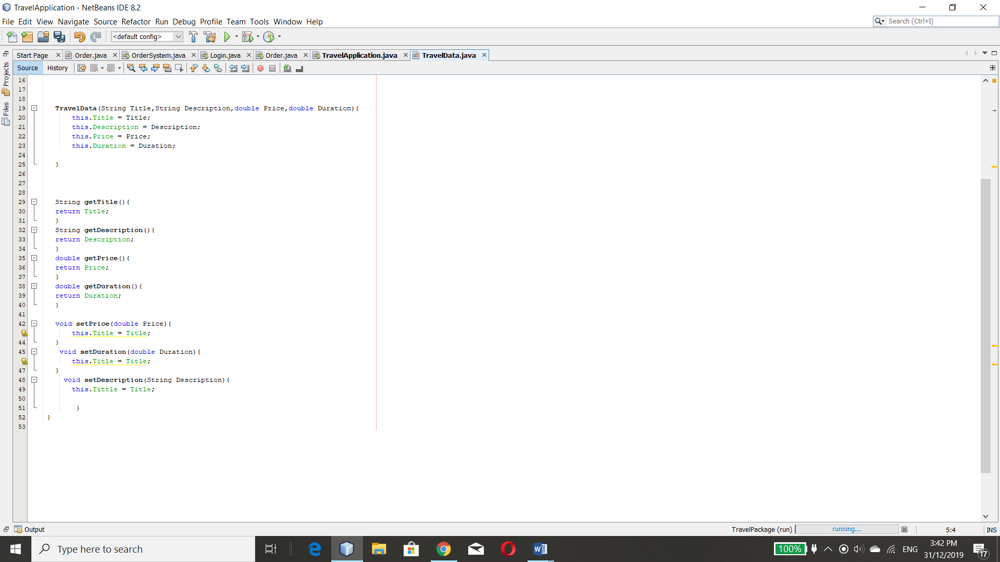 TravelApplication - NetBeans IDE 8.2
File Edit View Navigate Source Refactor Run Debug Profile Team Tools Window Help
Search (Ctrl+I)
<default config>
Start Page Order.java OrderSystem.java Login.java Order.java TravelApplication.java TravelData.java
Source History
Projects
Files
16
17
18
19 TravelData(String Title,String Description,double Price,double Duration){
20 this.Title = Title;
21 this.Description = Description;
22 this.Price = Price;
23 this.Duration = Duration;
24
25 }
26
27
28
29 String getTitle(){
30 return Title;
31 }
32 String getDescription(){
33 return Description;
34 }
35 double getPrice(){
36 return Price;
37 }
38 double getDuration(){
39 return Duration;
40 }
41
42 void setPrice(double Price){
this.Title = Title;
44 }
45 void setDuration(double Duration){
this.Title = Title;
47 }
48 void setDescription(String Description){
49 this.Tittle = Title;
50
51 }
52 }
53
Output
TravelPackage (run) running... 5:4 INS
Type here to search
100% ENG 3:42 PM
31/12/2019
17